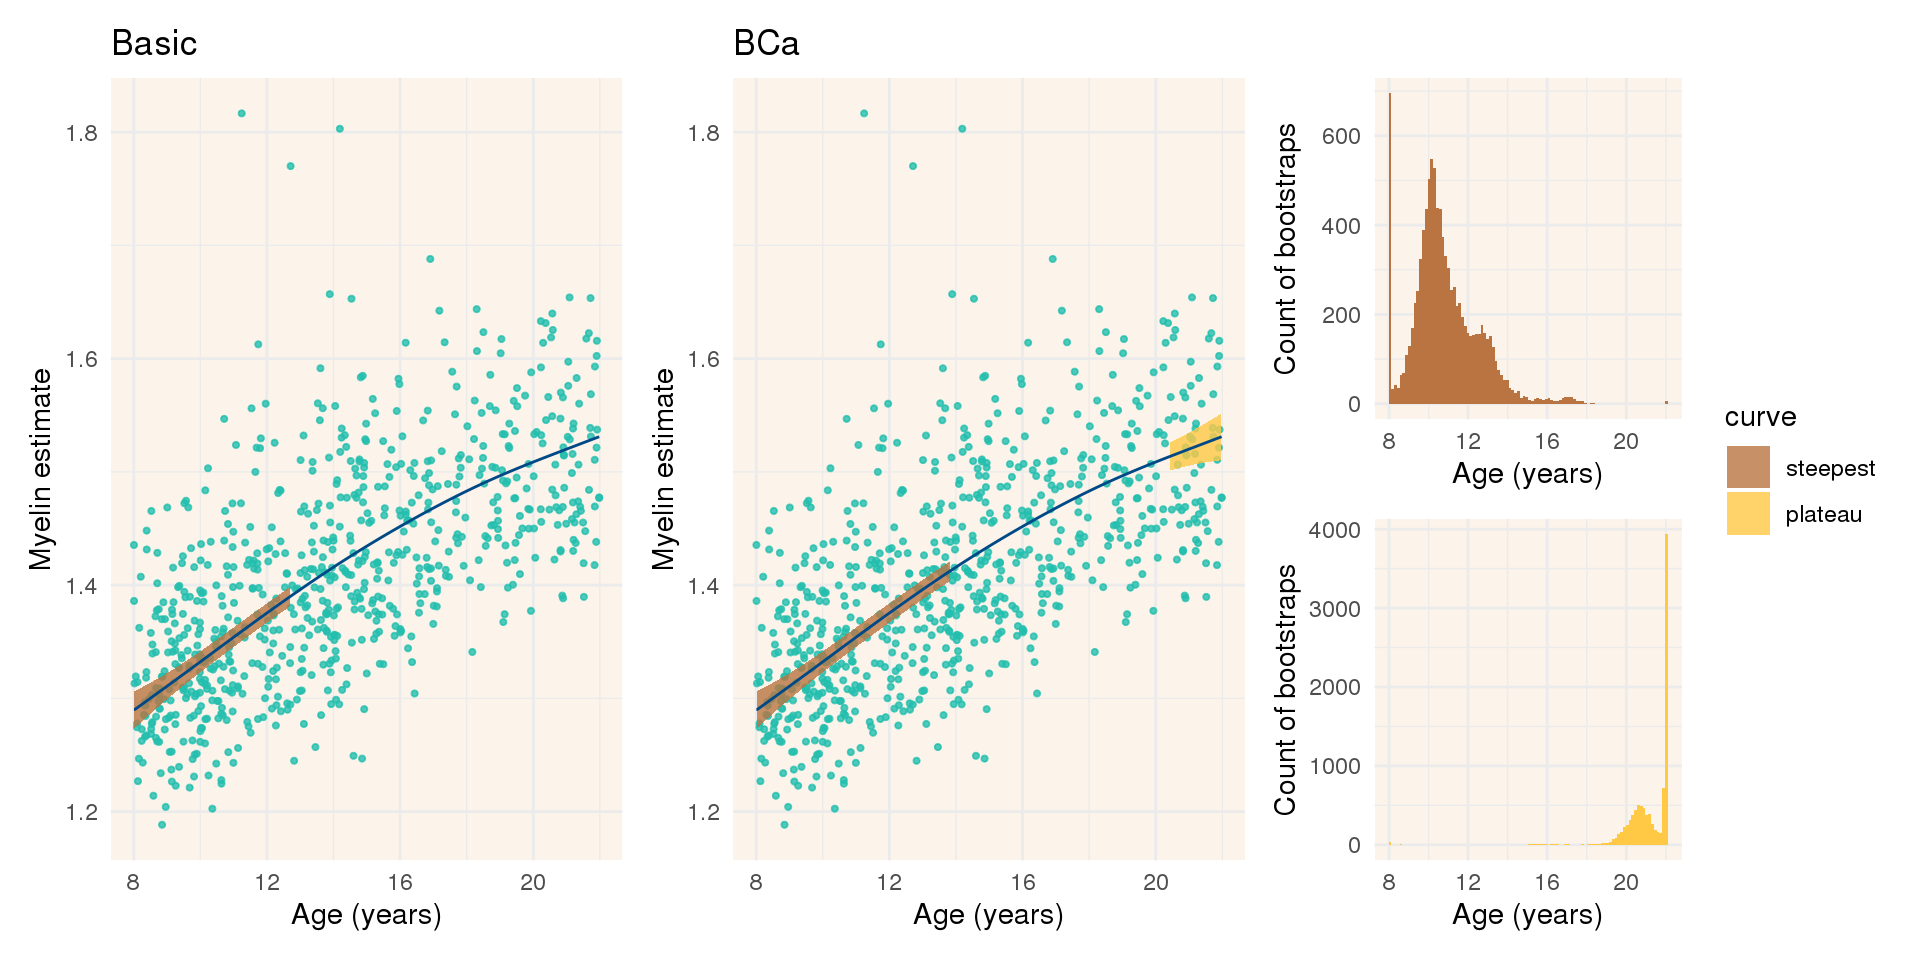 Basic
1.8
1.6
1.4
1.2
Myelin estimate
8 12 16 20
Age (years)
BCa
1.8
1.6
1.4
1.2
Myelin estimate
8 12 16 20
Age (years)
600
400
200
0
Count of bootstraps
8 12 16 20
Age (years)
4000
3000
2000
1000
0
Count of bootstraps
8 12 16 20
Age (years)
curve
steepest
plateau